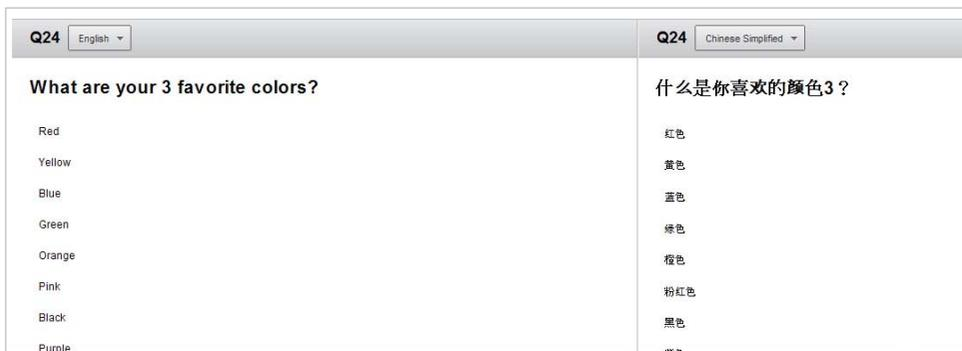 Q24 English
What are your 3 favorite colors?
Red
Yellow
Blue
Green
Orange
Pink
Black
Purple
Q24 Chinese Simplified
什么是你喜欢的颜色3？
红色
黄色
蓝色
绿色
橙色
粉红色
黑色